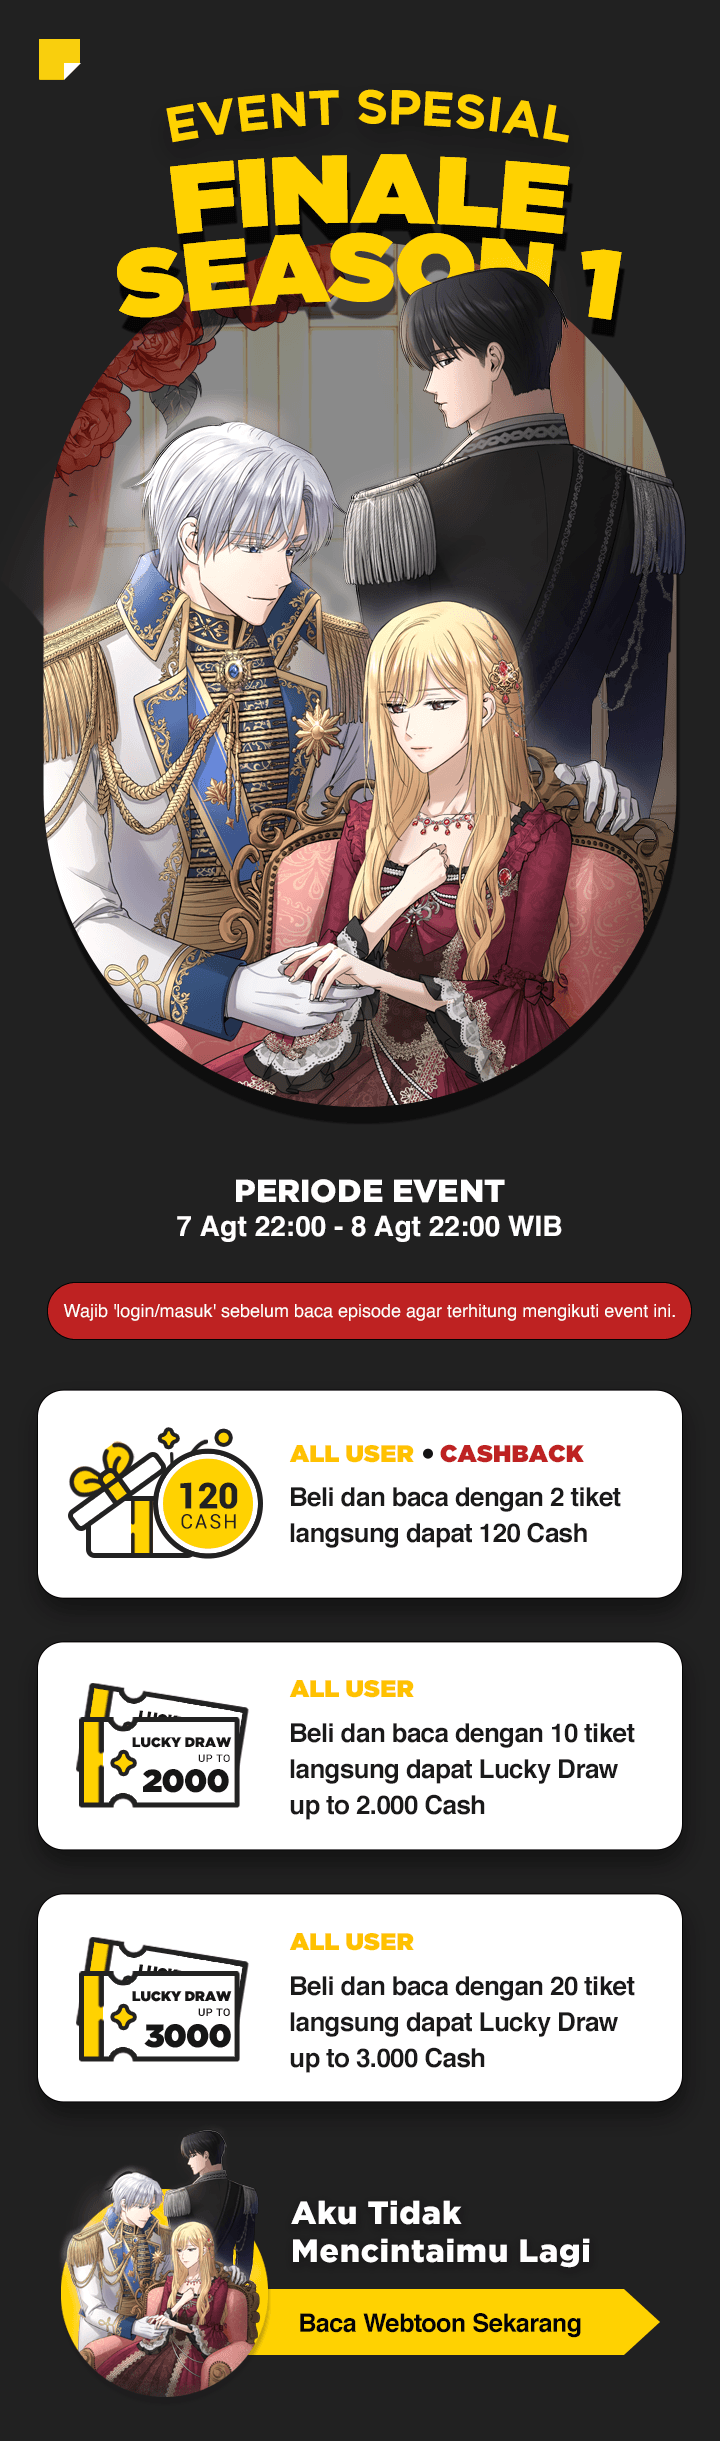 EVENT SPESIAL
FINALE
SEASON 1
PERIODE EVENT
7 Agt 22:00 - 8 Agt 22:00 WIB
Wajib 'login/masuk' sebelum baca episode agar terhitung mengikuti event ini.
120
CASH
ALL USER • CASHBACK
Beli dan baca dengan 2 tiket
langsung dapat 120 Cash
LUCKY DRAW
UP TO
2000
ALL USER
Beli dan baca dengan 10 tiket
langsung dapat Lucky Draw
up to 2.000 Cash
LUCKY DRAW
UP TO
3000
ALL USER
Beli dan baca dengan 20 tiket
langsung dapat Lucky Draw
up to 3.000 Cash
Aku Tidak
Mencintaimu Lagi
Baca Webtoon Sekarang